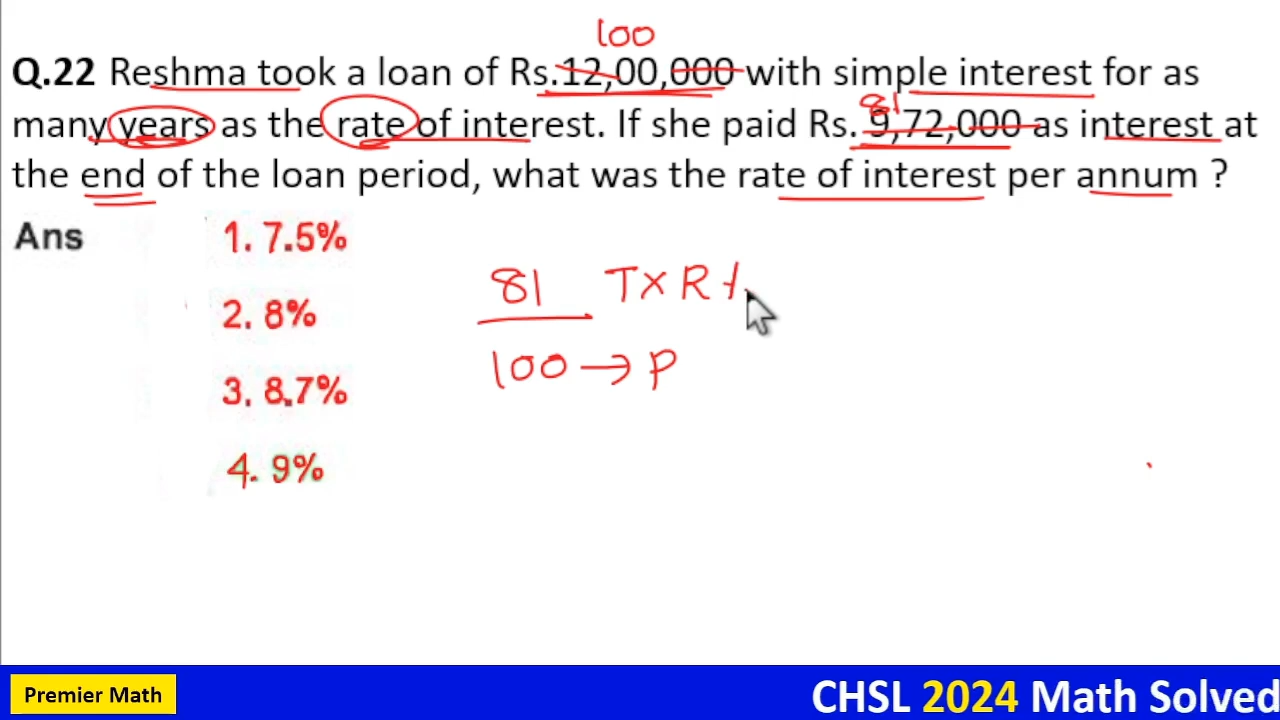 100
Q.22 Reshma took a loan of Rs.12,00,000 with simple interest for as
81
many years as the rate of interest. If she paid Rs. 9,72,000 as interest at
the end of the loan period, what was the rate of interest per annum ?
Ans
1. 7.5%
2. 8%
3. 8.7%
4. 9%
81 T×R
100 → P
Premier Math
CHSL 2024 Math Solved